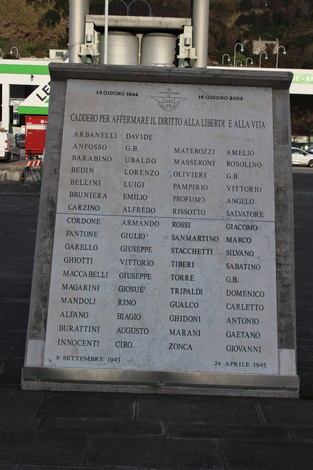 16 GIUGNO 1944 16 GIUGNO 2009
CADDERO PER AFFERMARE IL DIRITTO ALLA LIBERTA' E ALLA VITA
ARBANELLI DAVIDE
ANFOSSO G.B. MATEROZZI AMELIO
BARABINO UBALDO MASSERONI ROSOLINO
BEDIN LORENZO OLIVIERI G.B.
BELLINI LUIGI PAMPIRIO VITTORIO
BRUNIERA EMILIO PROFUMO ANGELO
CARZINO ALFREDO RISSOTTO SALVATORE
CORDONE ARMANDO ROSSI GIACOMO
FANTONE GIULIO SANMARTINO MARCO
GARELLO GIUSEPPE STACCHETTI SILVANO
GHIOTTI VITTORIO TIBERI SABATINO
MACCABELLI GIUSEPPE TORRE G.B.
MAGARINI GIOSUE' TRIPALDI DOMENICO
MANDOLI RINO GUALCO CARLETTO
ALFANO BIAGIO GHIDONI ANTONIO
BURATTINI AUGUSTO MARANI GAETANO
INNOCENTI CIRO ZONCA GIOVANNI
8 SETTEMBRE 1943 24 APRILE 1945